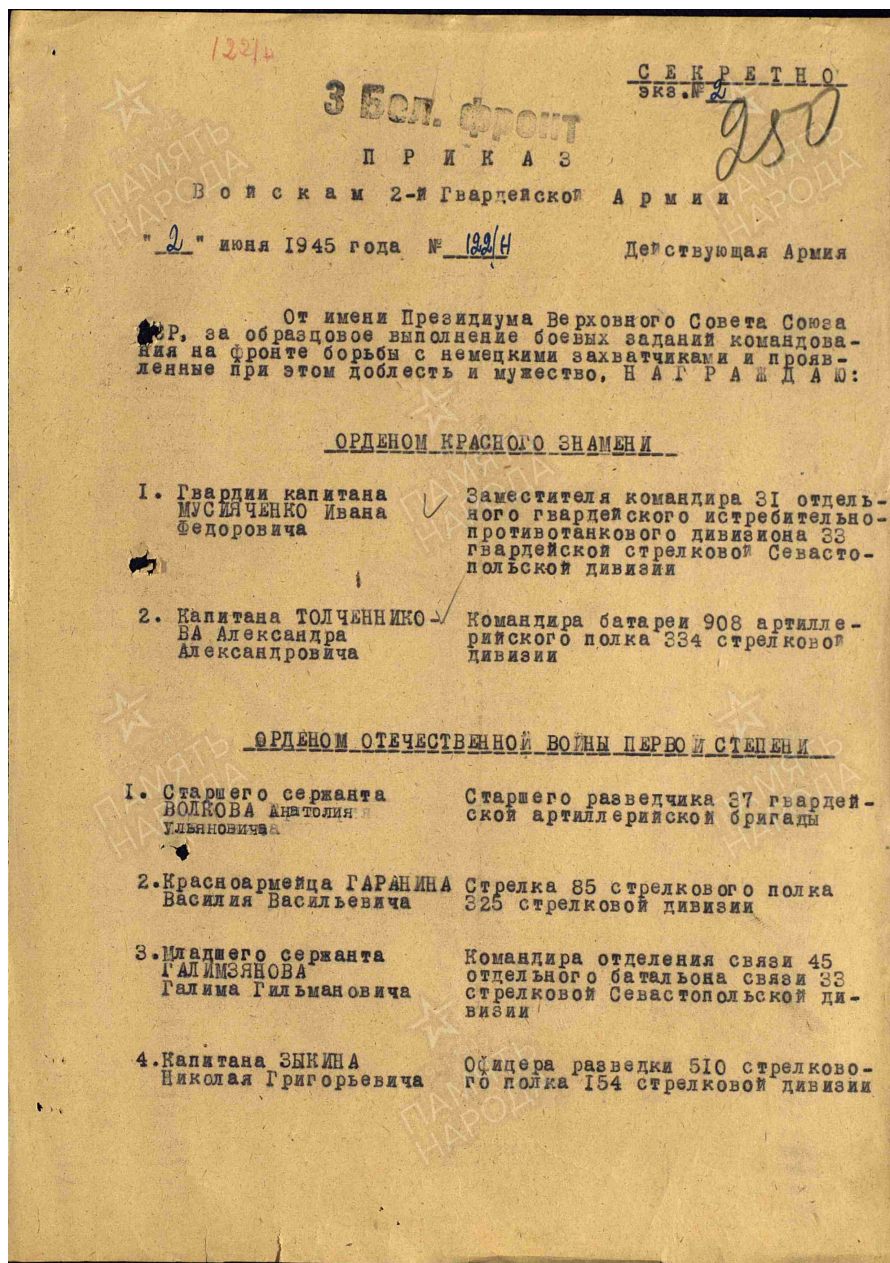 122/н
СЕКРЕТНО
экз.№ 2
250
3 Бел. фронт
ПРИКАЗ
Войскам 2-й Гвардейской Армии
"2" июня 1945 года № 122/Н Действующая Армия
От имени Президиума Верховного Совета Союза
ССР, за образцовое выполнение боевых заданий командова-
ния на фронте борьбы с немецкими захватчиками и прояв-
ленные при этом доблесть и мужество, НАГРАЖДАЮ:
ОРДЕНОМ КРАСНОГО ЗНАМЕНИ
1. Гвардии капитана Заместителя командира 31 отдель-
МУСИЯЧЕНКО Ивана ного гвардейского истребительно-
Федоровича противотанкового дивизиона 33
гвардейской стрелковой Севасто-
польской дивизии
2. Капитана ТОЛЧЕННИКО- Командира батареи 908 артилле-
ВА Александра рийского полка 334 стрелковой
Александровича дивизии
ОРДЕНОМ ОТЕЧЕСТВЕННОЙ ВОЙНЫ ПЕРВОЙ СТЕПЕНИ
1. Старшего сержанта Старшего разведчика 37 гвардей-
ВОЛКОВА Анатолия ской артиллерийской бригады
Ульяновича
2. Красноармейца ГАРАНИНА Стрелка 85 стрелкового полка
Василия Васильевича 325 стрелковой дивизии
3. Младшего сержанта Командира отделения связи 45
ГАЛИМЗЯНОВА отдельного батальона связи 33
Галима Гильмановича стрелковой Севастопольской ди-
визии
4. Капитана ЗЫКИНА Офицера разведки 510 стрелково-
Николая Григорьевича го полка 154 стрелковой дивизии
ПАМЯТЬ
НАРОДА